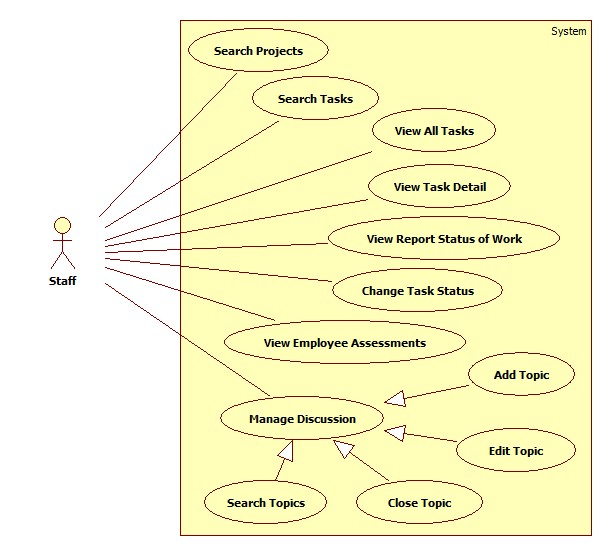 System
Search Projects
Search Tasks
View All Tasks
View Task Detail
View Report Status of Work
Staff
Change Task Status
View Employee Assessments
Add Topic
Manage Discussion
Edit Topic
Search Topics
Close Topic